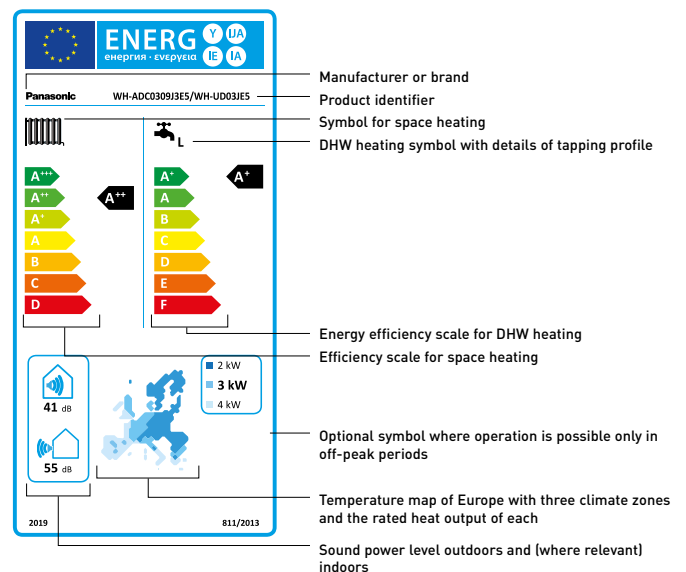 ENERG Y IJA
енергия · ενεργεια IE IA
Manufacturer or brand
Panasonic WH-ADC0309J3E5/WH-UD03JE5
Product identifier
Symbol for space heating
L
DHW heating symbol with details of tapping profile
A+++ A+
A++ A++ A+ A
A+ B
A C
B D
C E
D F
Energy efficiency scale for DHW heating
Efficiency scale for space heating
2 kW
3 kW
4 kW
41 dB
55 dB
Optional symbol where operation is possible only in
off-peak periods
Temperature map of Europe with three climate zones
and the rated heat output of each
2019 811/2013
Sound power level outdoors and (where relevant)
indoors